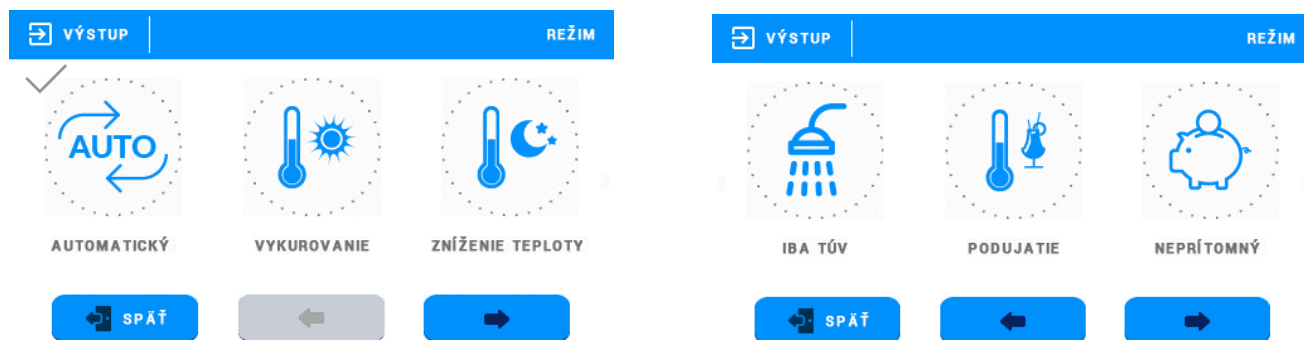 VÝSTUP
REŽIM
AUTO
AUTOMATICKÝ
VYKUROVANIE
ZNÍŽENIE TEPLOTY
SPÄŤ
VÝSTUP
REŽIM
IBA TÚV
PODUJATIE
NEPRÍTOMNÝ
SPÄŤ